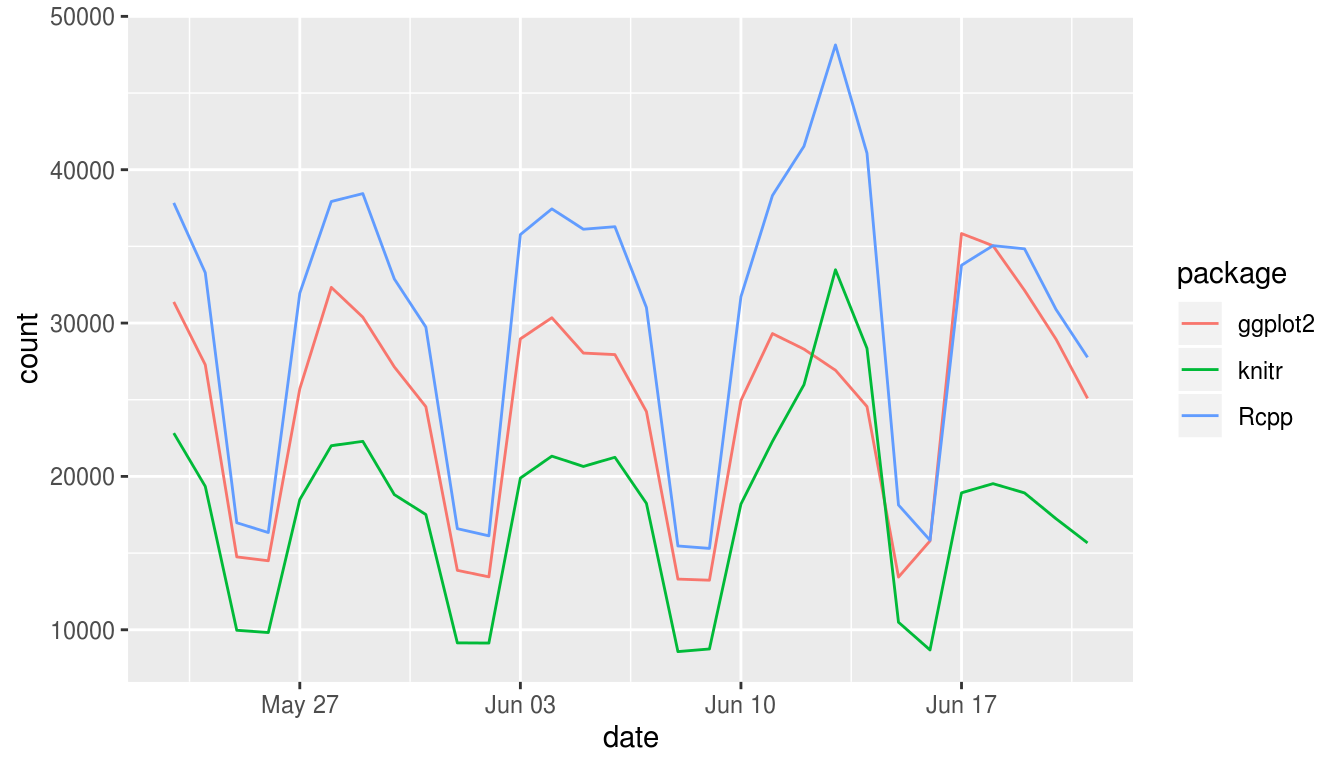 50000
40000
30000
20000
10000
count
May 27
Jun 03
Jun 10
Jun 17
date
package
ggplot2
knitr
Rcpp